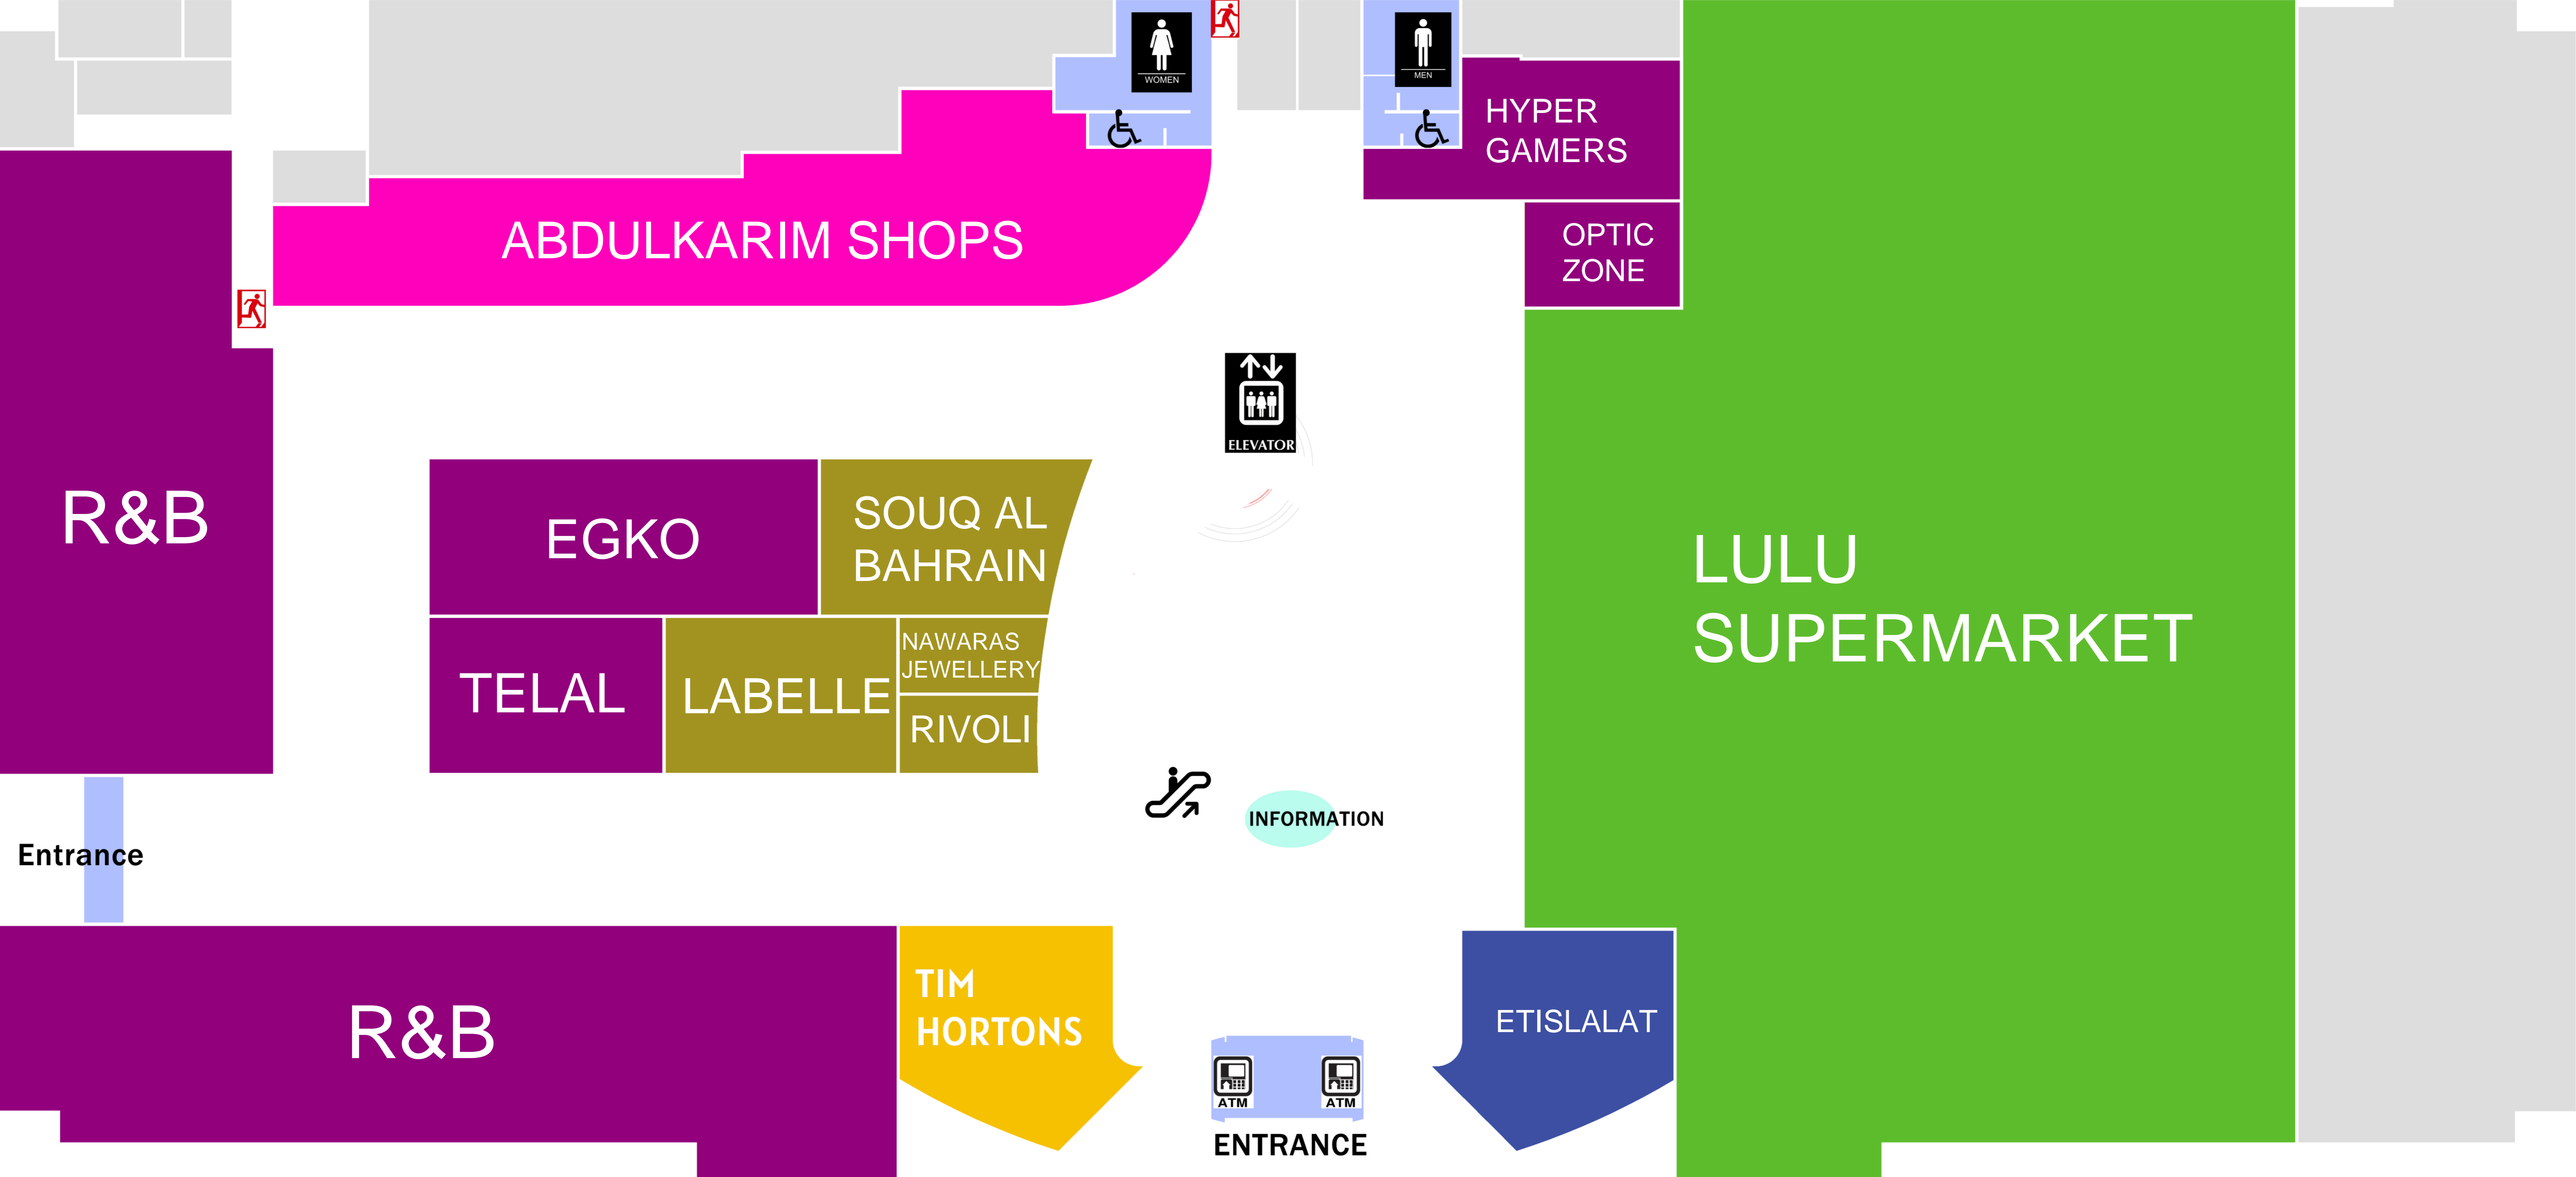 WOMEN
MEN
HYPER
GAMERS
ABDULKARIM SHOPS
OPTIC
ZONE
ELEVATOR
R&B
EGKO
SOUQ AL
BAHRAIN
LULU
SUPERMARKET
TELAL
LABELLE
NAWARAS
JEWELLERY
RIVOLI
INFORMATION
Entrance
R&B
TIM
HORTONS
ETISLALAT
ATM
ATM
ENTRANCE